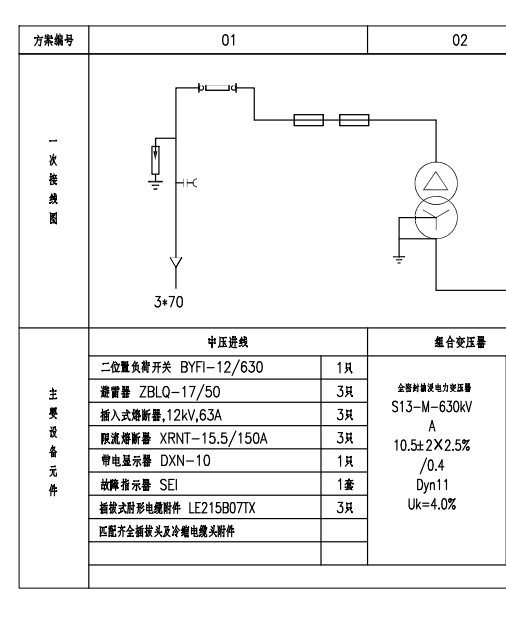 方案编号 01 02
一次接线图
3*70
中压进线 组合变压器
主要设备元件
二位置负荷开关 BYFI-12/630 1只
避雷器 ZBLQ-17/50 3只
插入式熔断器,12kV,63A 3只
限流熔断器 XRNT-15.5/150A 3只
带电显示器 DXN-10 1只
故障指示器 SEI 1套
插拔式肘形电缆附件 LE215B07TX 3只
匹配齐全插拔头及冷缩电缆头附件
全密封油浸电力变压器
S13-M-630kV
A
10.5±2×2.5%
/0.4
Dyn11
Uk=4.0%